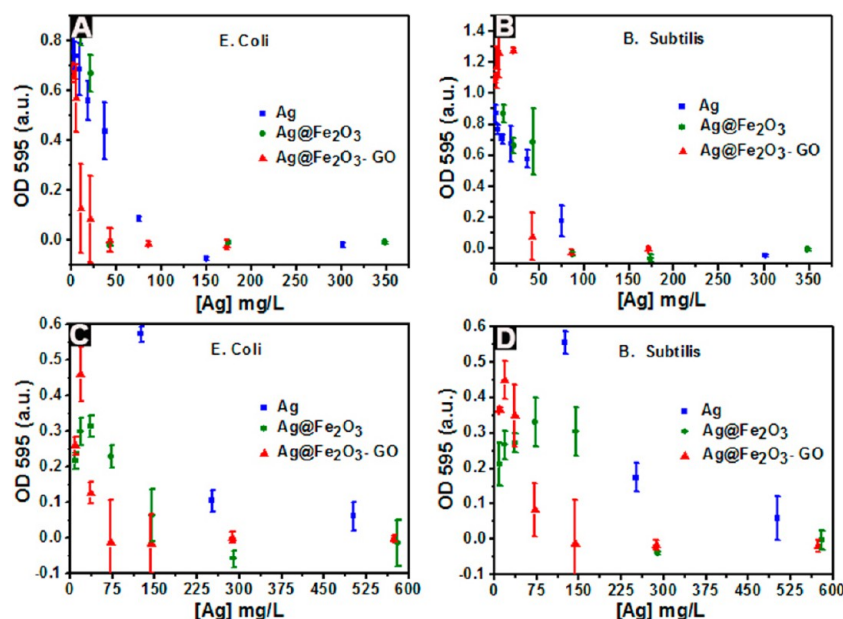 A
E. Coli
Ag
Ag@Fe₂O₃
Ag@Fe₂O₃- GO
OD 595 (a.u.)
0.8
0.6
0.4
0.2
0.0
0 50 100 150 200 250 300 350
[Ag] mg/L
B
B. Subtilis
Ag
Ag@Fe₂O₃
Ag@Fe₂O₃- GO
OD 595 (a.u.)
1.4
1.2
1.0
0.8
0.6
0.4
0.2
0.0
0 50 100 150 200 250 300 350
[Ag] mg/L
C
E. Coli
Ag
Ag@Fe₂O₃
Ag@Fe₂O₃- GO
OD 595 (a.u.)
0.6
0.5
0.4
0.3
0.2
0.1
0.0
-0.1
0 75 150 225 300 375 450 525 600
[Ag] mg/L
D
B. Subtilis
Ag
Ag@Fe₂O₃
Ag@Fe₂O₃- GO
OD 595 (a.u.)
0.6
0.5
0.4
0.3
0.2
0.1
0.0
-0.1
0 75 150 225 300 375 450 525 600
[Ag] mg/L